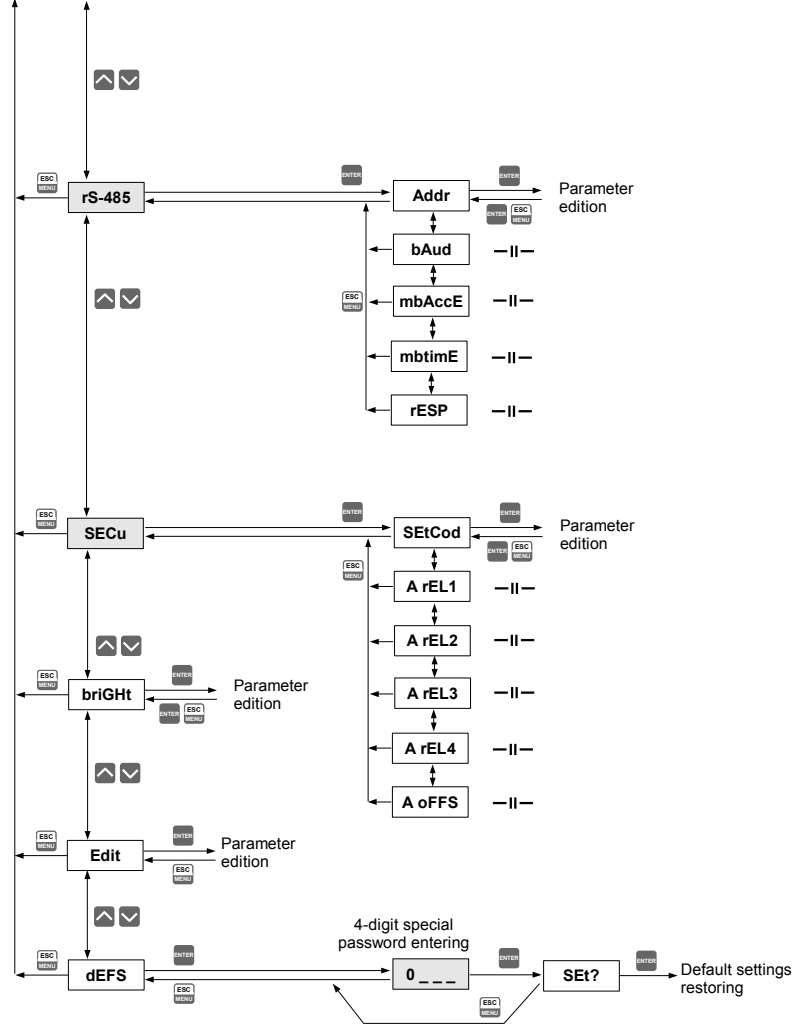 ESC
MENU
rS-485
ENTER
Addr
ENTER
Parameter
edition
ENTER
ESC
MENU
bAud
–II–
ESC
MENU
mbAccE
–II–
mbtimE
–II–
rESP
–II–
ESC
MENU
SECu
ENTER
SEtCod
ENTER
Parameter
edition
ENTER
ESC
MENU
ESC
MENU
A rEL1
–II–
A rEL2
–II–
ESC
MENU
briGHt
ENTER
Parameter
edition
ENTER
ESC
MENU
A rEL3
–II–
A rEL4
–II–
A oFFS
–II–
ESC
MENU
Edit
ENTER
Parameter
edition
ESC
MENU
4-digit special
password entering
ESC
MENU
dEFS
ENTER
ESC
MENU
0 _ _ _
ENTER
SEt?
ENTER
Default settings
restoring
ESC
MENU